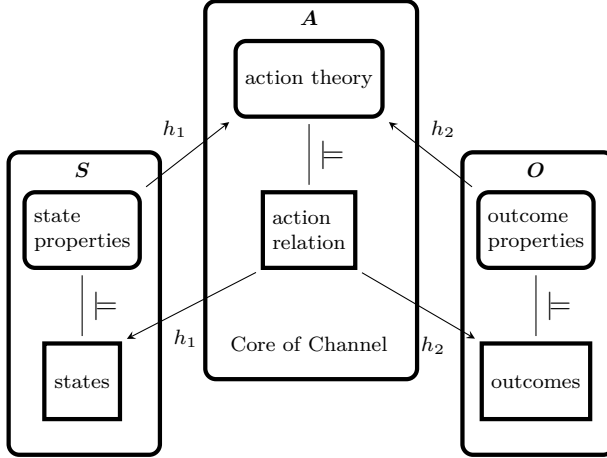 A
action theory
h₁
h₂
⊨
S
O
state
properties
action
relation
outcome
properties
⊨
⊨
h₁
h₂
Core of Channel
states
outcomes